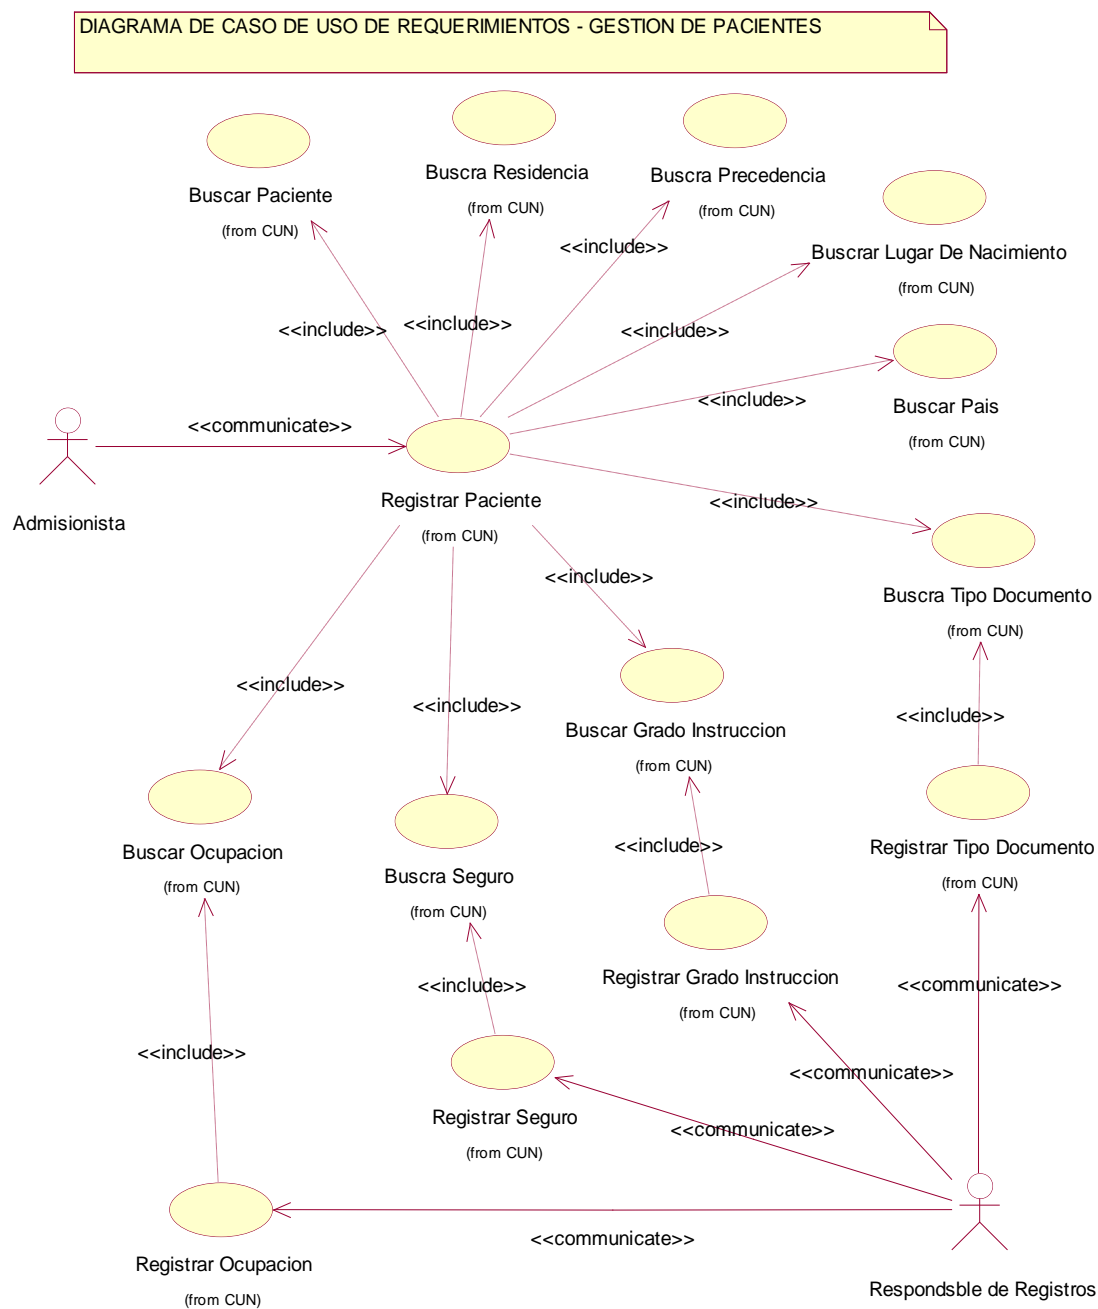 DIAGRAMA DE CASO DE USO DE REQUERIMIENTOS - GESTION DE PACIENTES
Buscar Paciente
(from CUN)
Buscra Residencia
(from CUN)
Buscra Precedencia
(from CUN)
Buscrar Lugar De Nacimiento
(from CUN)
<<include>>
<<include>>
<<include>>
<<include>>
<<include>>
Buscar Pais
(from CUN)
<<communicate>>
Admisionista
Registrar Paciente
(from CUN)
<<include>>
Buscra Tipo Documento
(from CUN)
<<include>>
<<include>>
<<include>>
<<include>>
Buscar Grado Instruccion
(from CUN)
Buscar Ocupacion
(from CUN)
Buscra Seguro
(from CUN)
<<include>>
Registrar Tipo Documento
(from CUN)
<<include>>
Registrar Grado Instruccion
(from CUN)
<<include>>
<<communicate>>
<<include>>
<<communicate>>
Registrar Seguro
(from CUN)
<<communicate>>
<<communicate>>
Registrar Ocupacion
(from CUN)
Respondsble de Registros